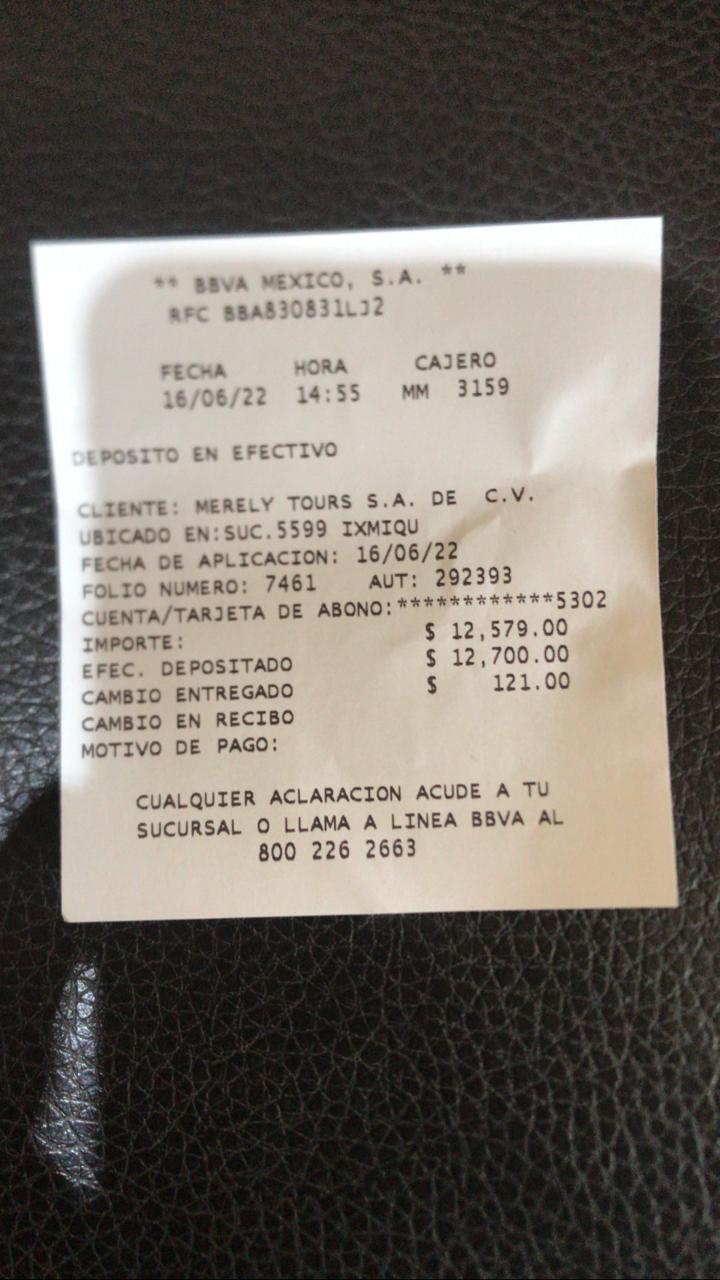 ** BBVA MEXICO, S.A. **
RFC BBA830831LJ2
FECHA HORA CAJERO
16/06/22 14:55 MM 3159
DEPOSITO EN EFECTIVO
CLIENTE: MERELY TOURS S.A. DE C.V.
UBICADO EN:SUC.5599 IXMIQU
FECHA DE APLICACION: 16/06/22
FOLIO NUMERO: 7461 AUT: 292393
CUENTA/TARJETA DE ABONO:************5302
IMPORTE: $ 12,579.00
EFEC. DEPOSITADO $ 12,700.00
CAMBIO ENTREGADO $ 121.00
CAMBIO EN RECIBO
MOTIVO DE PAGO:
CUALQUIER ACLARACION ACUDE A TU
SUCURSAL O LLAMA A LINEA BBVA AL
800 226 2663